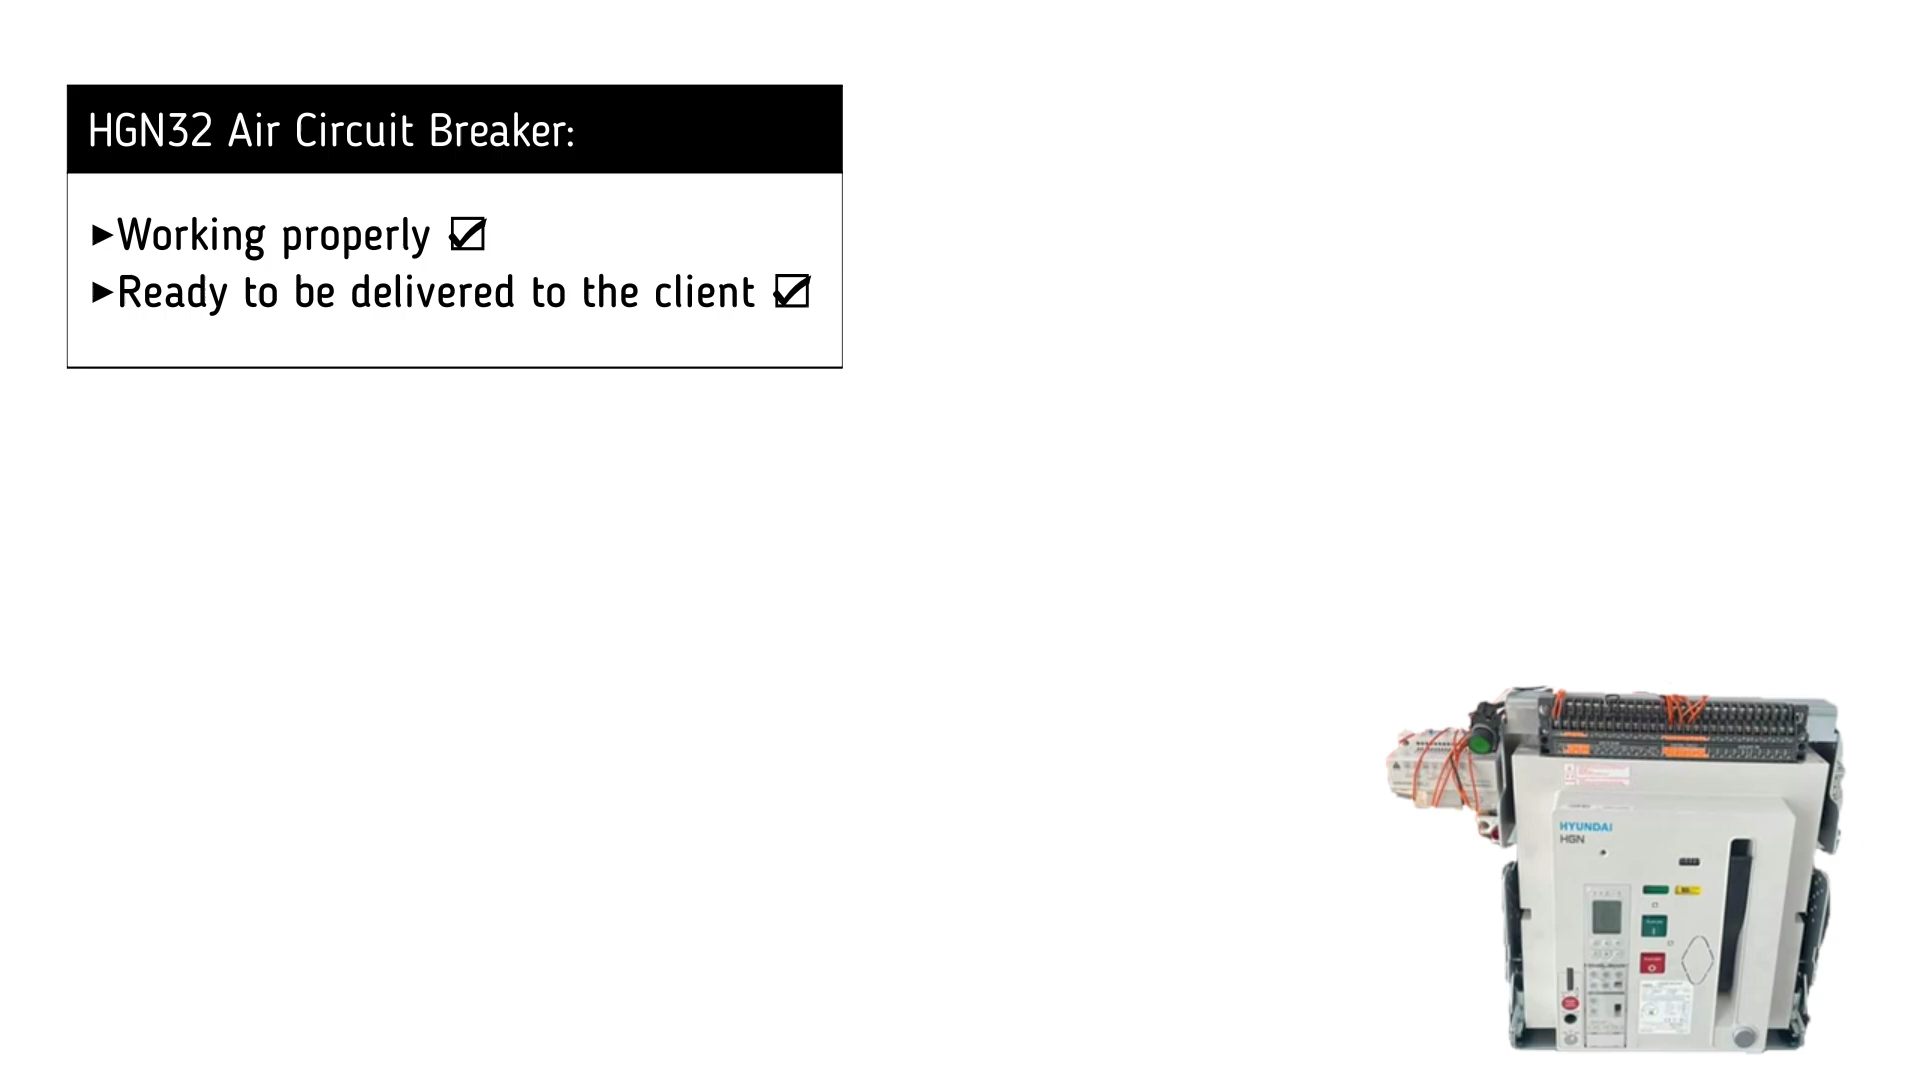 HGN32 Air Circuit Breaker:
►Working properly ☑
►Ready to be delivered to the client ☑
HYUNDAI
HGN